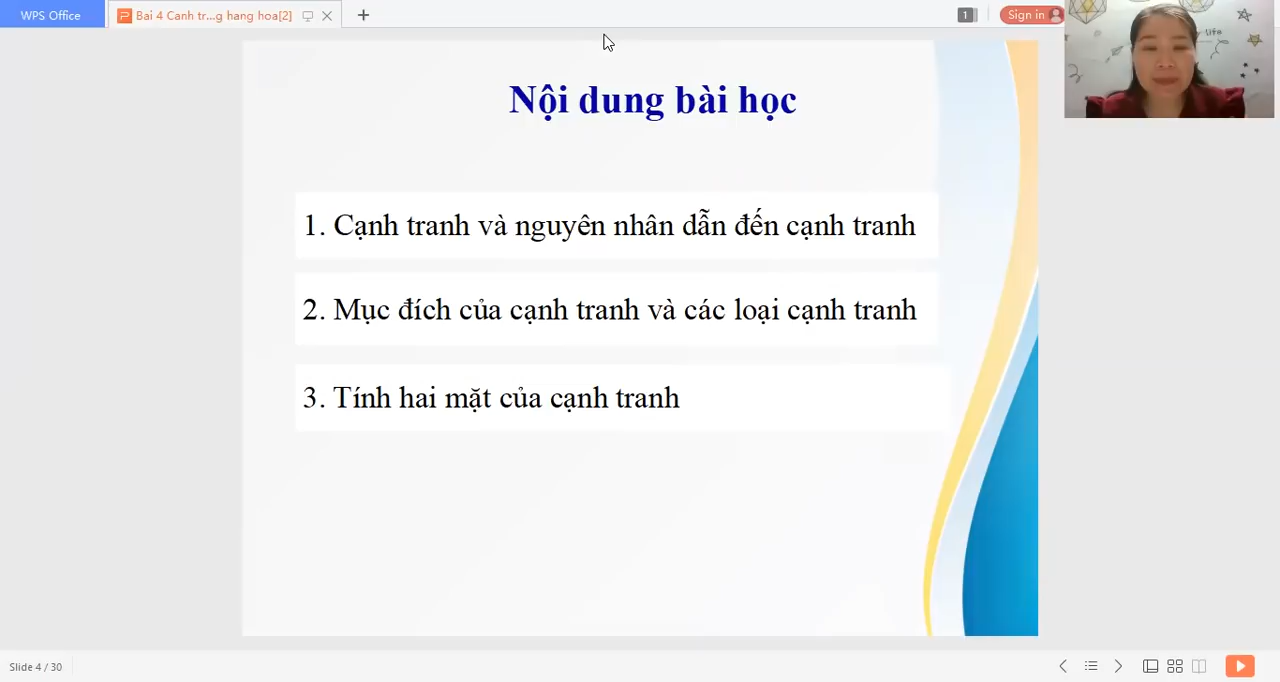 WPS Office
Bai 4 Canh tr...g hang hoa[2]
1
Sign in
life
Nội dung bài học
1. Cạnh tranh và nguyên nhân dẫn đến cạnh tranh
2. Mục đích của cạnh tranh và các loại cạnh tranh
3. Tính hai mặt của cạnh tranh
Slide 4 / 30